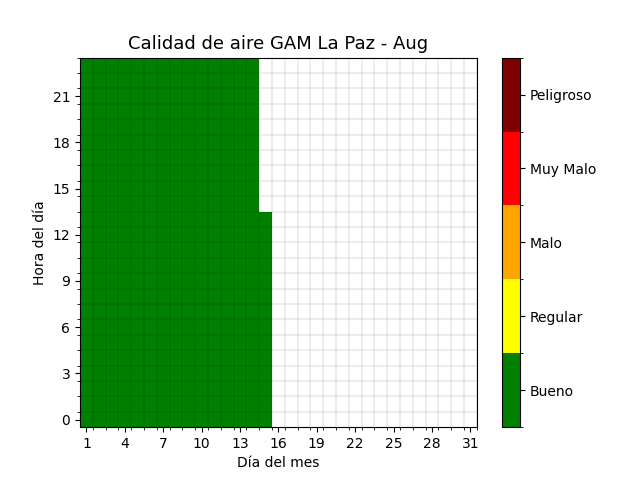 Calidad de aire GAM La Paz - Aug
Hora del día
21
18
15
12
9
6
3
0
1 4 7 10 13 16 19 22 25 28 31
Día del mes
Peligroso
Muy Malo
Malo
Regular
Bueno